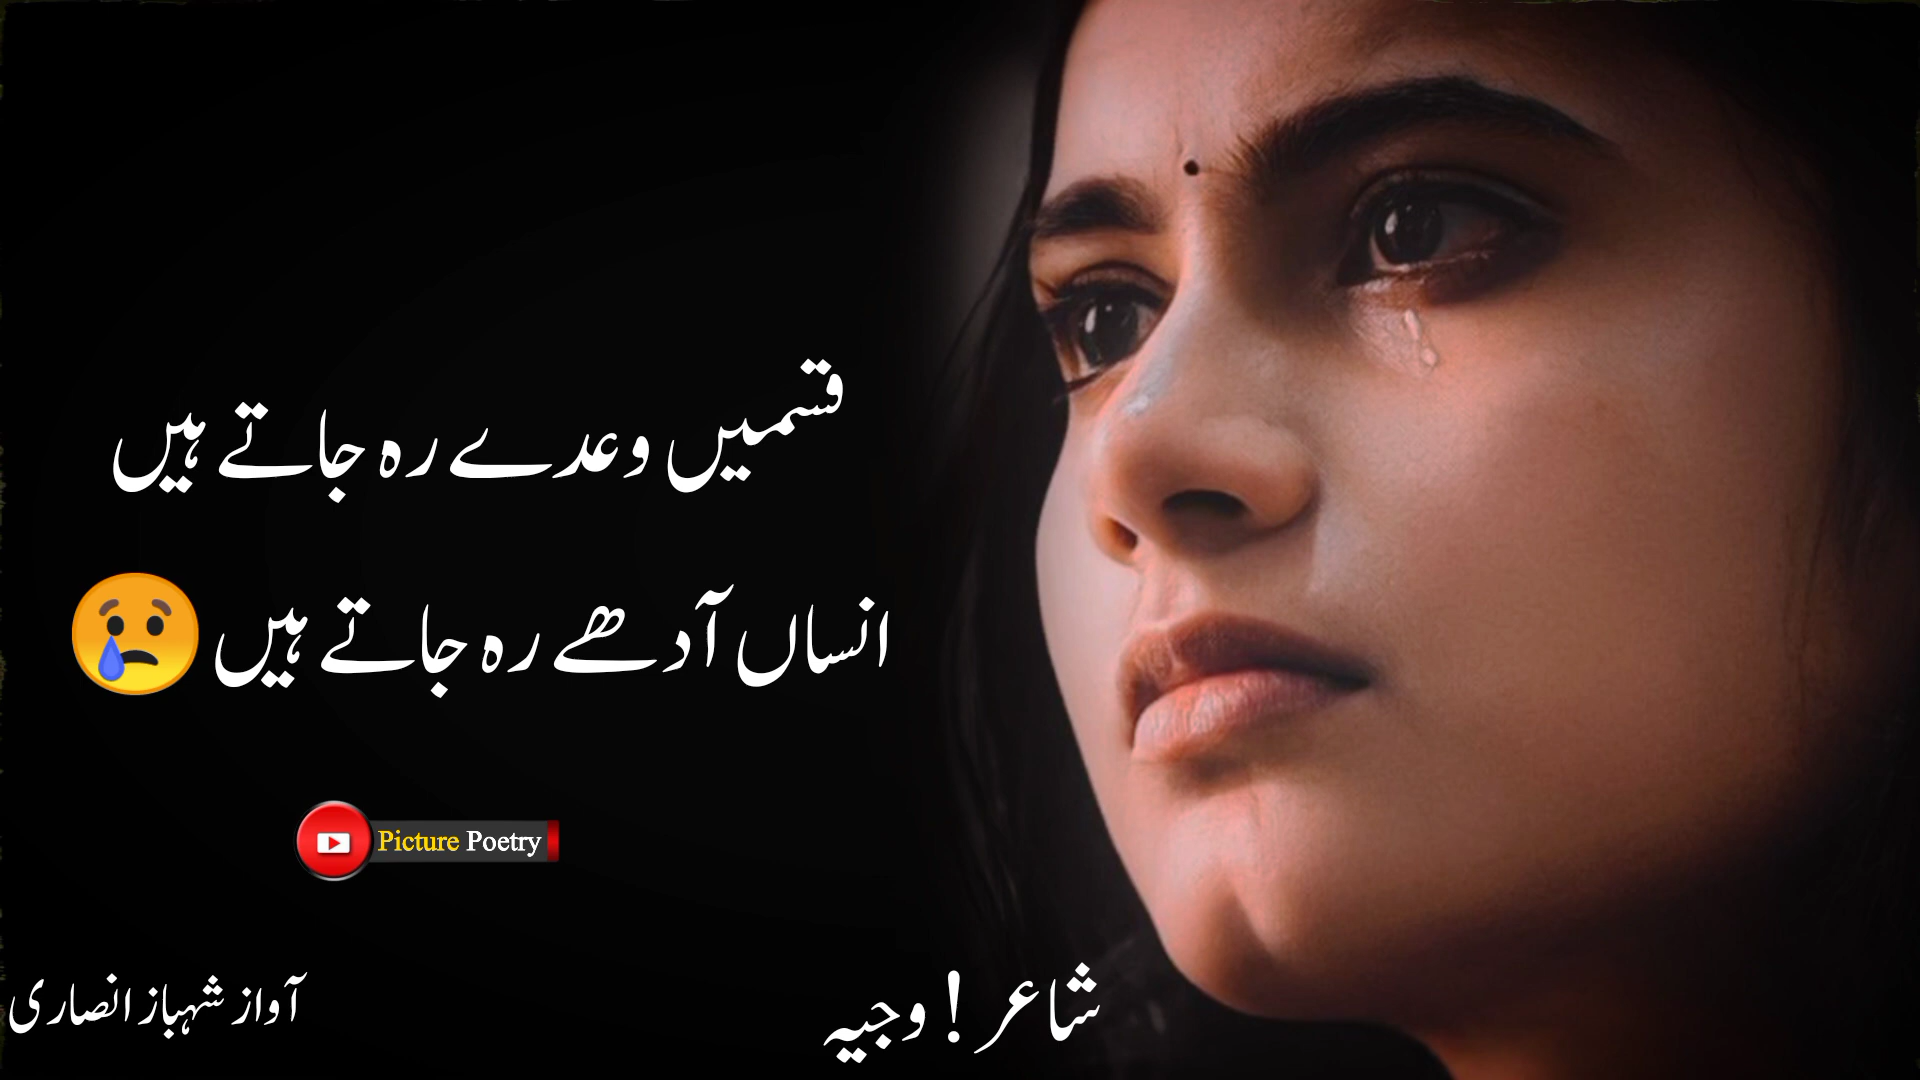 قسمیں وعدے رہ جاتے ہیں
انساں آدھے رہ جاتے ہیں 😢
Picture Poetry
شاعر ! وجیہ
آواز شہباز انصاری